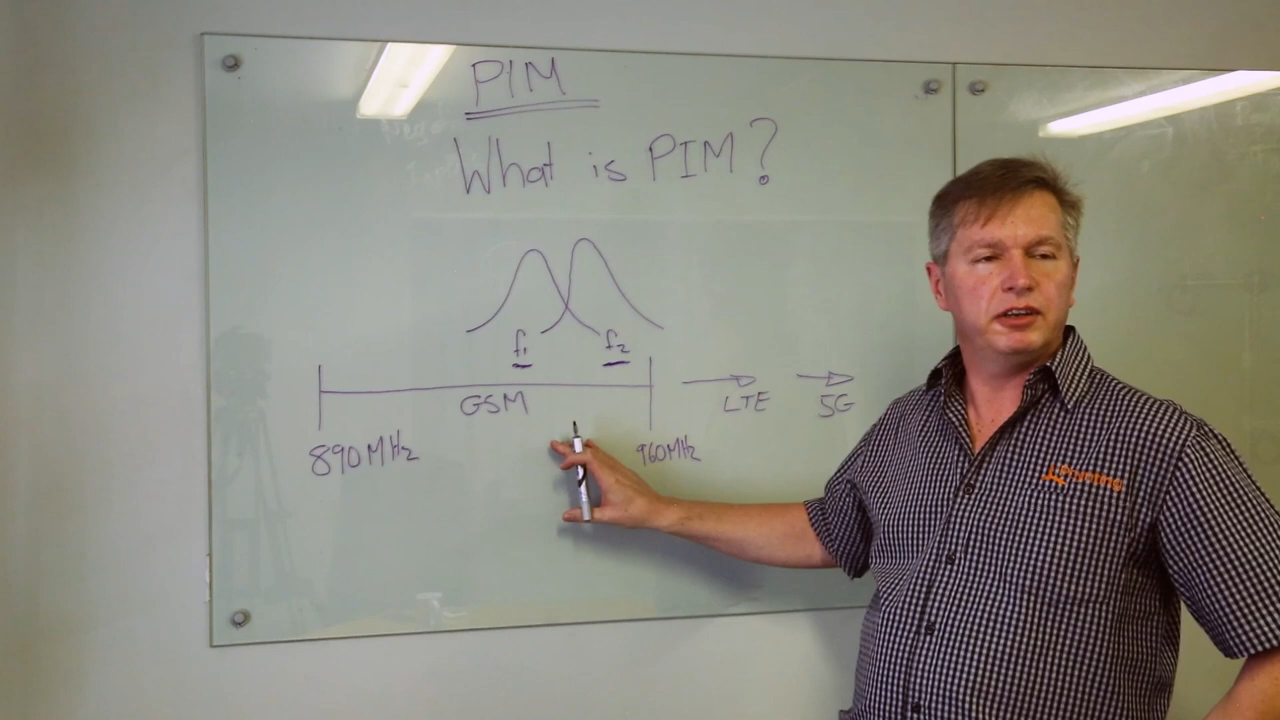 PIM
What is PIM?
f₁ f₂
GSM LTE 5G
890MHz 960MHz